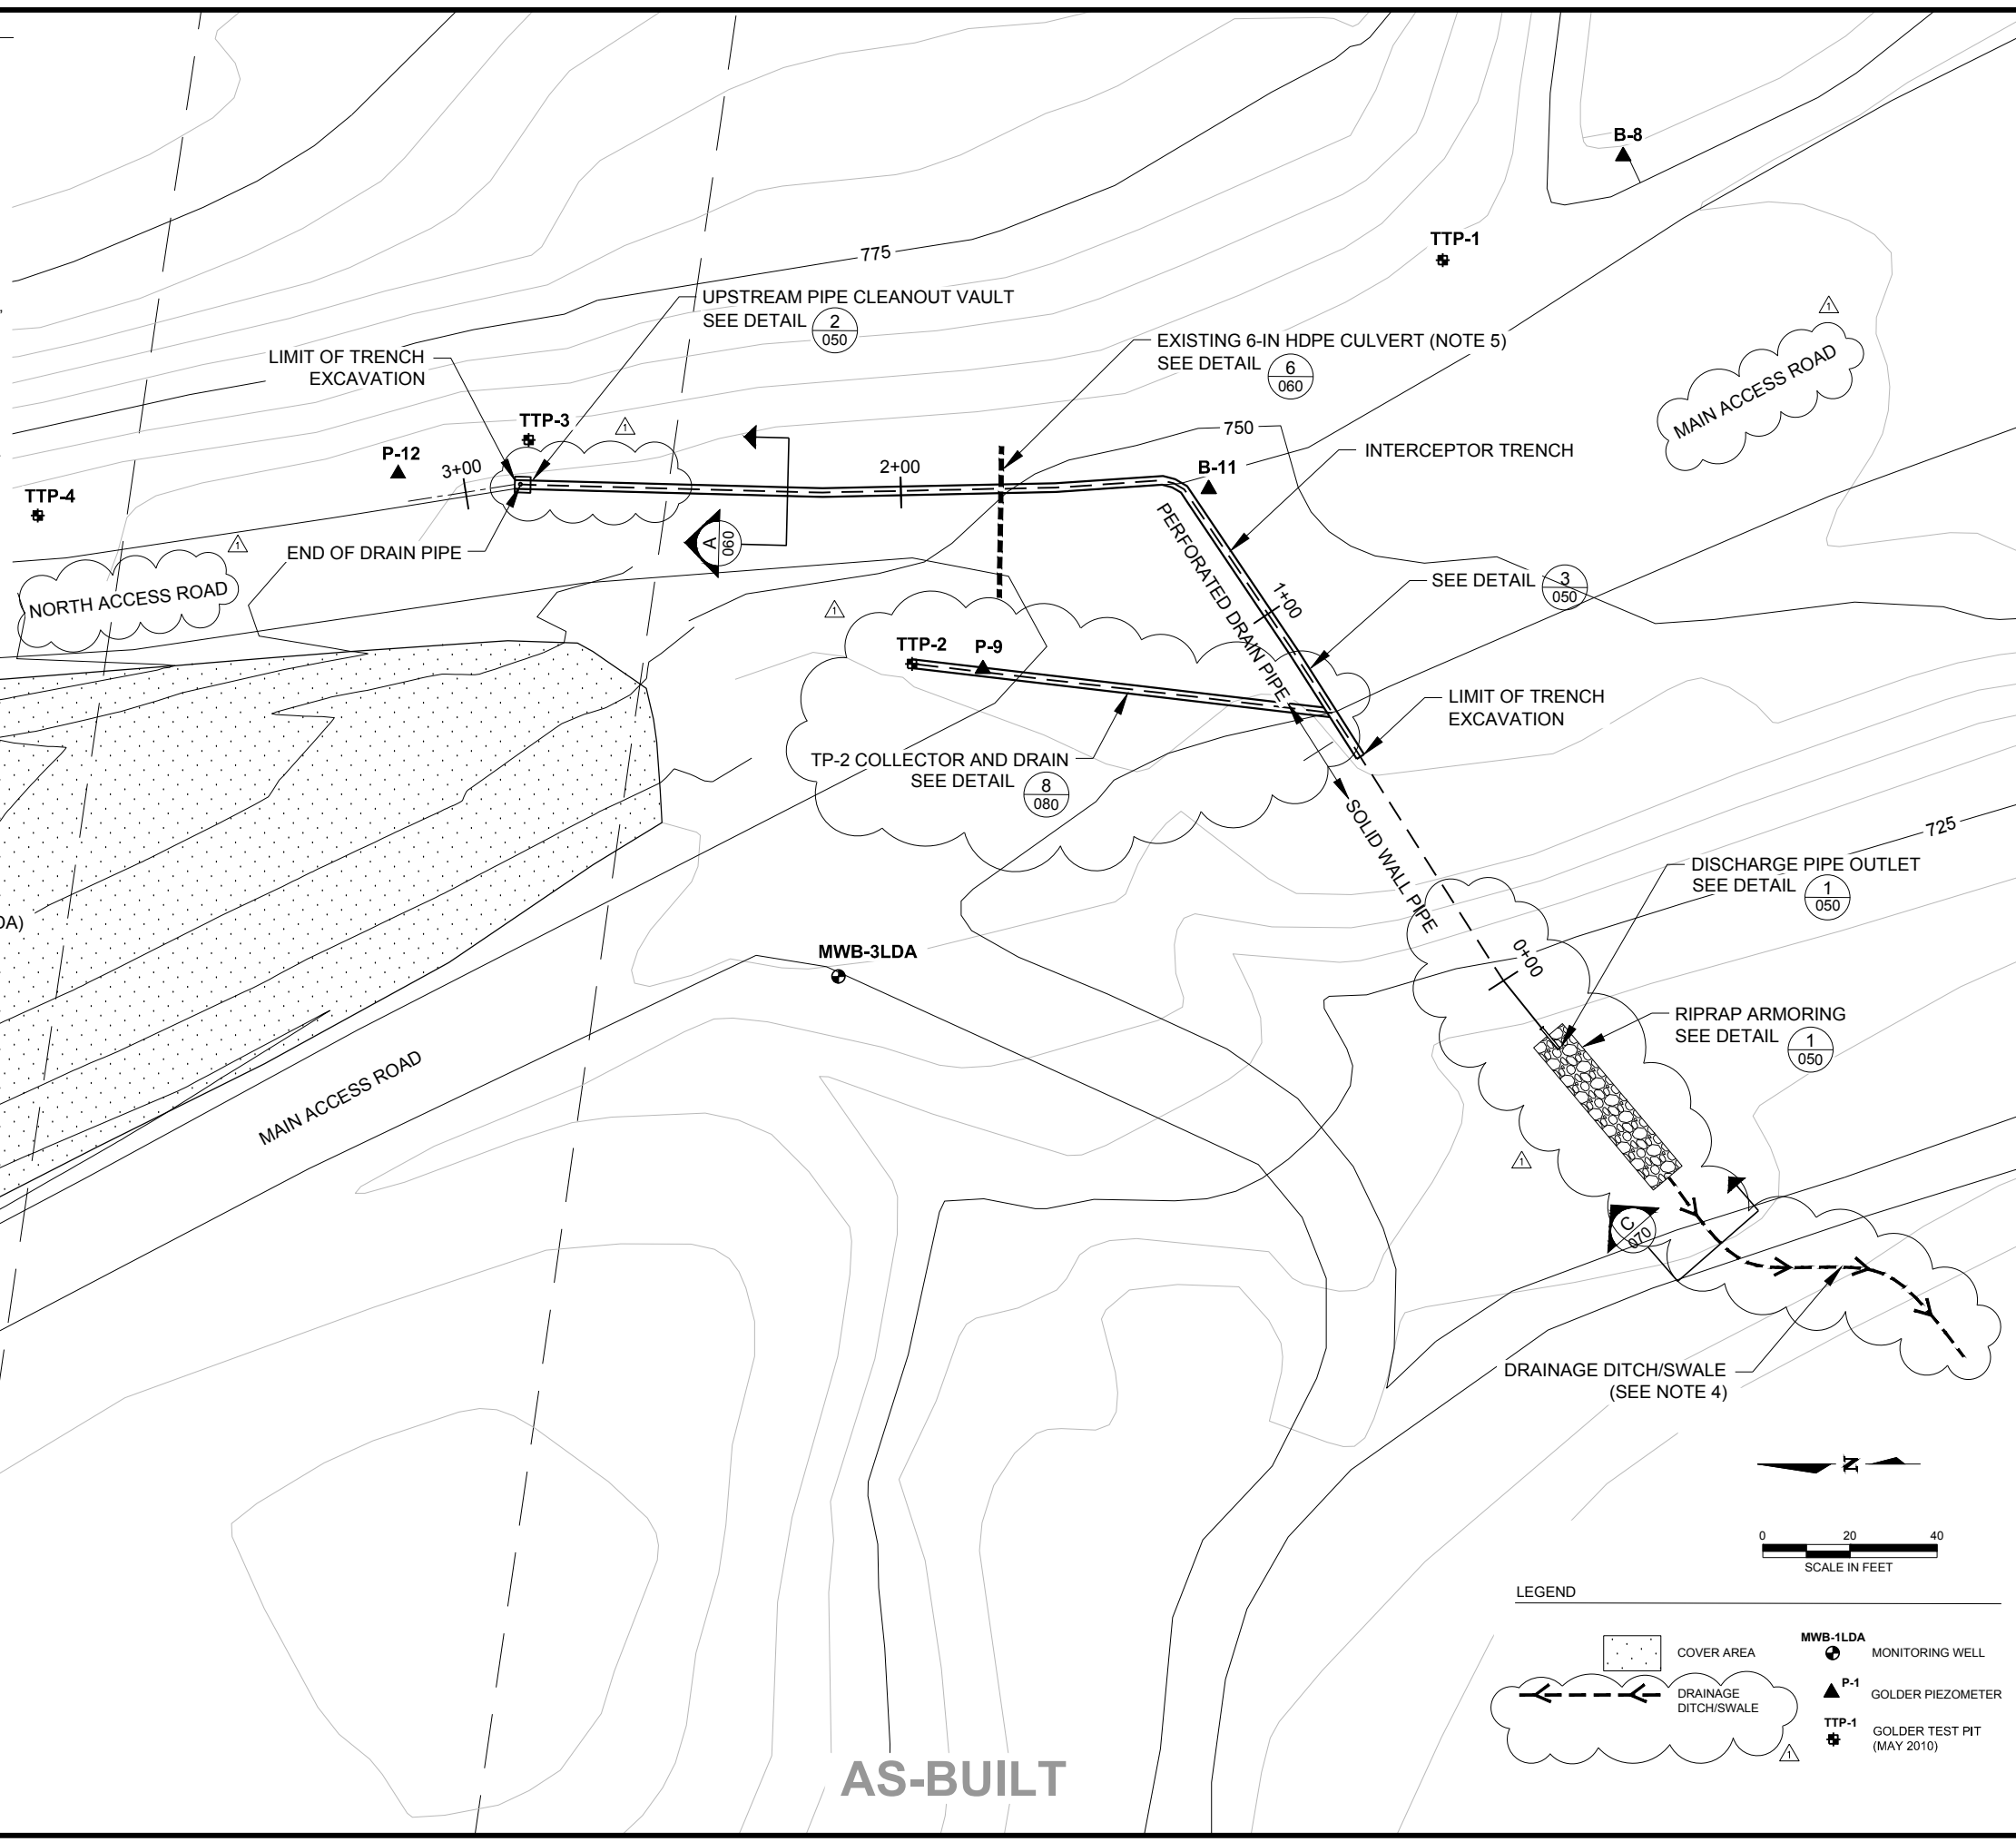 B-8
TTP-1
775
UPSTREAM PIPE CLEANOUT VAULT
SEE DETAIL 2
050
EXISTING 6-IN HDPE CULVERT (NOTE 5)
SEE DETAIL 6
060
LIMIT OF TRENCH
EXCAVATION
1
MAIN ACCESS ROAD
TTP-3
1
750
INTERCEPTOR TRENCH
P-12
3+00
2+00
B-11
TTP-4
END OF DRAIN PIPE
A
060
1
NORTH ACCESS ROAD
PERFORATED DRAIN PIPE
1+00
SEE DETAIL 3
050
1
TTP-2
P-9
LIMIT OF TRENCH
EXCAVATION
TP-2 COLLECTOR AND DRAIN
SEE DETAIL 8
080
SOLID WALL PIPE
725
DISCHARGE PIPE OUTLET
SEE DETAIL 1
050
DA)
MWB-3LDA
0+00
RIPRAP ARMORING
SEE DETAIL 1
050
MAIN ACCESS ROAD
1
C
070
DRAINAGE DITCH/SWALE
(SEE NOTE 4)
N
0 20 40
SCALE IN FEET
LEGEND
COVER AREA
MWB-1LDA
MONITORING WELL
DRAINAGE
DITCH/SWALE
P-1
GOLDER PIEZOMETER
TTP-1
GOLDER TEST PIT
(MAY 2010)
1
AS-BUILT